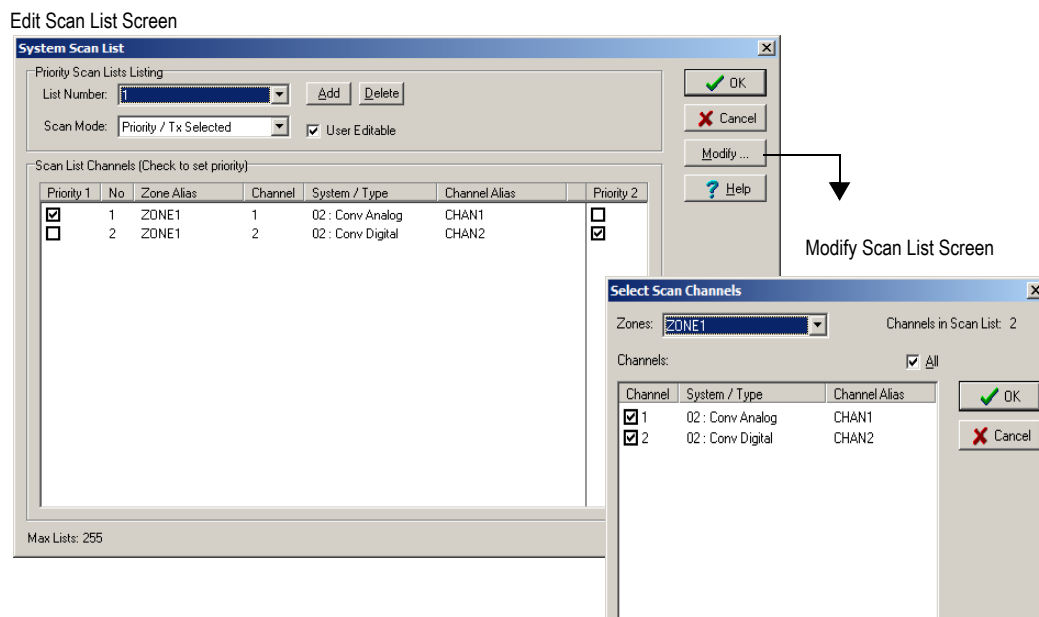 Edit Scan List Screen
System Scan List
Priority Scan Lists Listing
List Number: 1 Add Delete
Scan Mode: Priority / Tx Selected User Editable
OK
Cancel
Modify ...
Help
Scan List Channels (Check to set priority)
Priority 1 No Zone Alias Channel System / Type Channel Alias Priority 2
1 ZONE1 1 02 : Conv Analog CHAN1
2 ZONE1 2 02 : Conv Digital CHAN2
Max Lists: 255
Modify Scan List Screen
Select Scan Channels
Zones: ZONE1 Channels in Scan List: 2
Channels: All
Channel System / Type Channel Alias
1 02 : Conv Analog CHAN1
2 02 : Conv Digital CHAN2
OK
Cancel